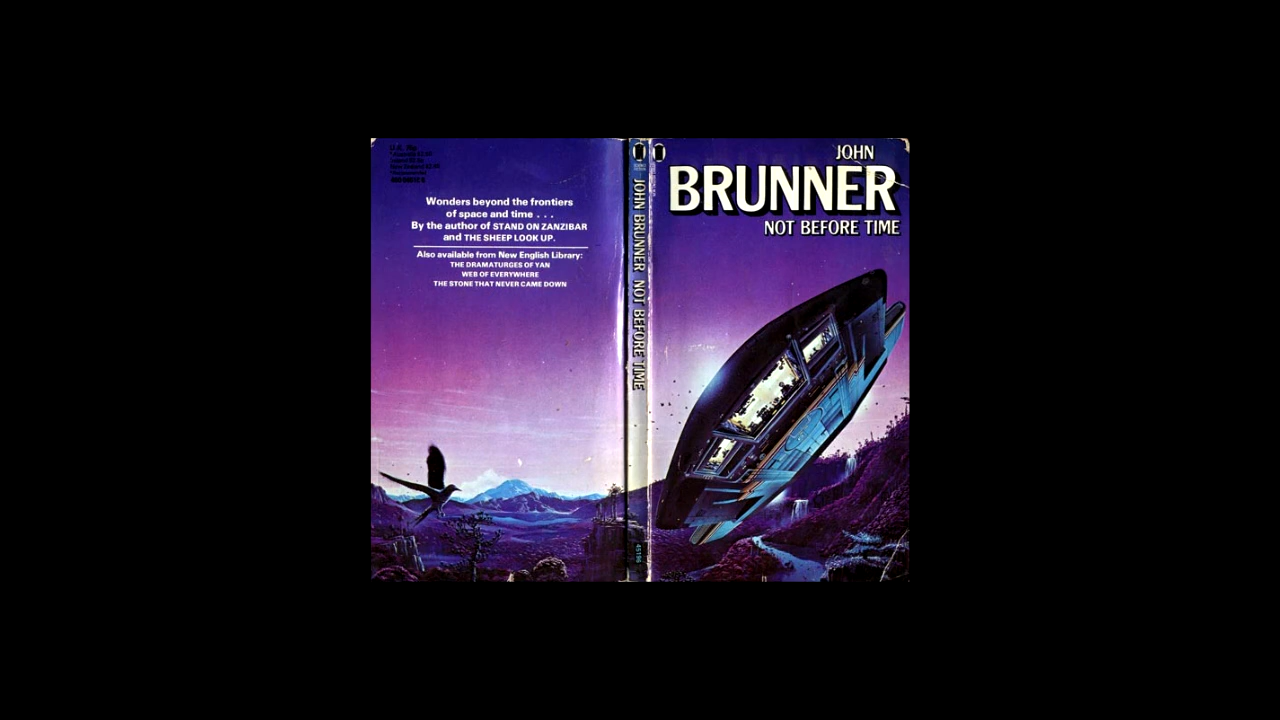 Wonders beyond the frontiers
of space and time . . .
By the author of STAND ON ZANZIBAR
and THE SHEEP LOOK UP.
Also available from New English Library:
THE DRAMATURGES OF YAN
WEB OF EVERYWHERE
THE STONE THAT NEVER CAME DOWN
JOHN BRUNNER NOT BEFORE TIME
45196
JOHN
BRUNNER
NOT BEFORE TIME